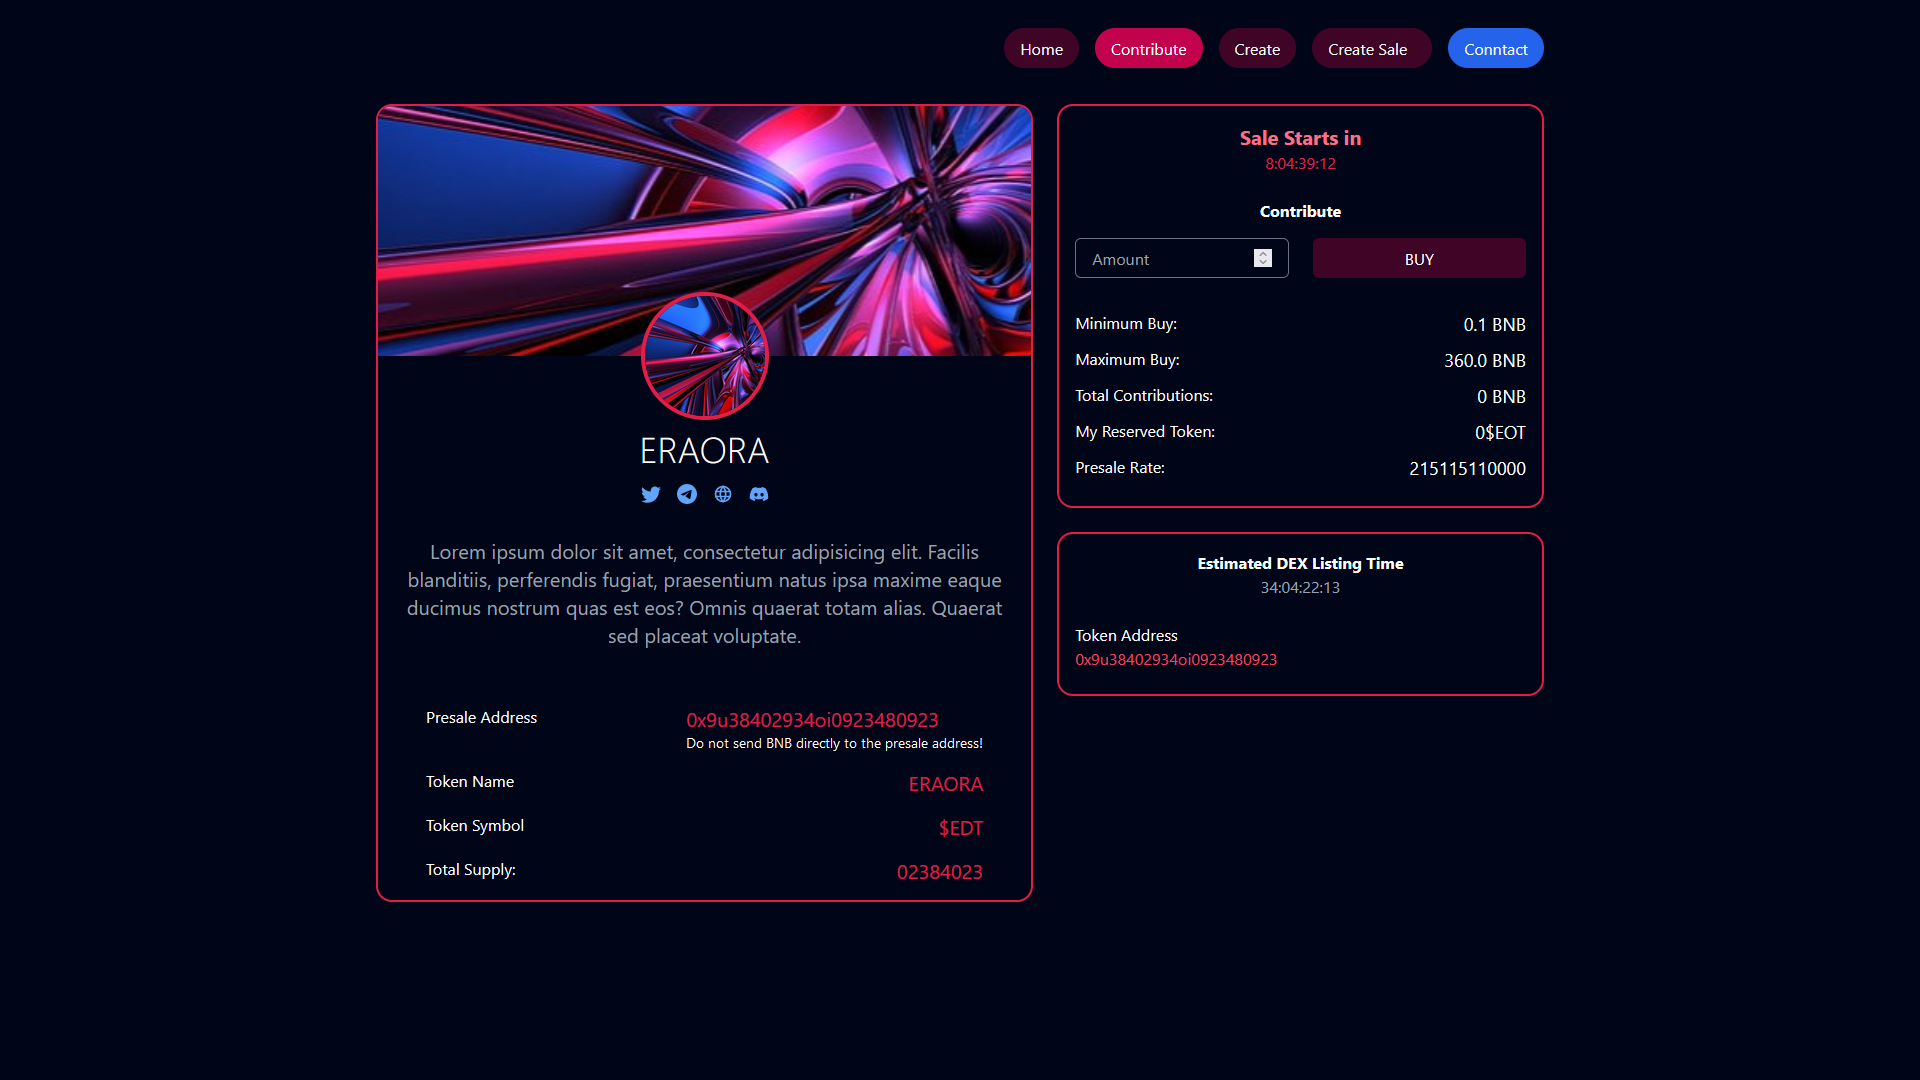 Home
Contribute
Create
Create Sale
Conntact
ERAORA
Lorem ipsum dolor sit amet, consectetur adipisicing elit. Facilis
blanditiis, perferendis fugiat, praesentium natus ipsa maxime eaque
ducimus nostrum quas est eos? Omnis quaerat totam alias. Quaerat
sed placeat voluptate.
Presale Address
0x9u38402934oi0923480923
Do not send BNB directly to the presale address!
Token Name
ERAORA
Token Symbol
$EDT
Total Supply:
02384023
Sale Starts in
8:04:39:12
Contribute
Amount
BUY
Minimum Buy:
0.1 BNB
Maximum Buy:
360.0 BNB
Total Contributions:
0 BNB
My Reserved Token:
0$EOT
Presale Rate:
215115110000
Estimated DEX Listing Time
34:04:22:13
Token Address
0x9u38402934oi0923480923